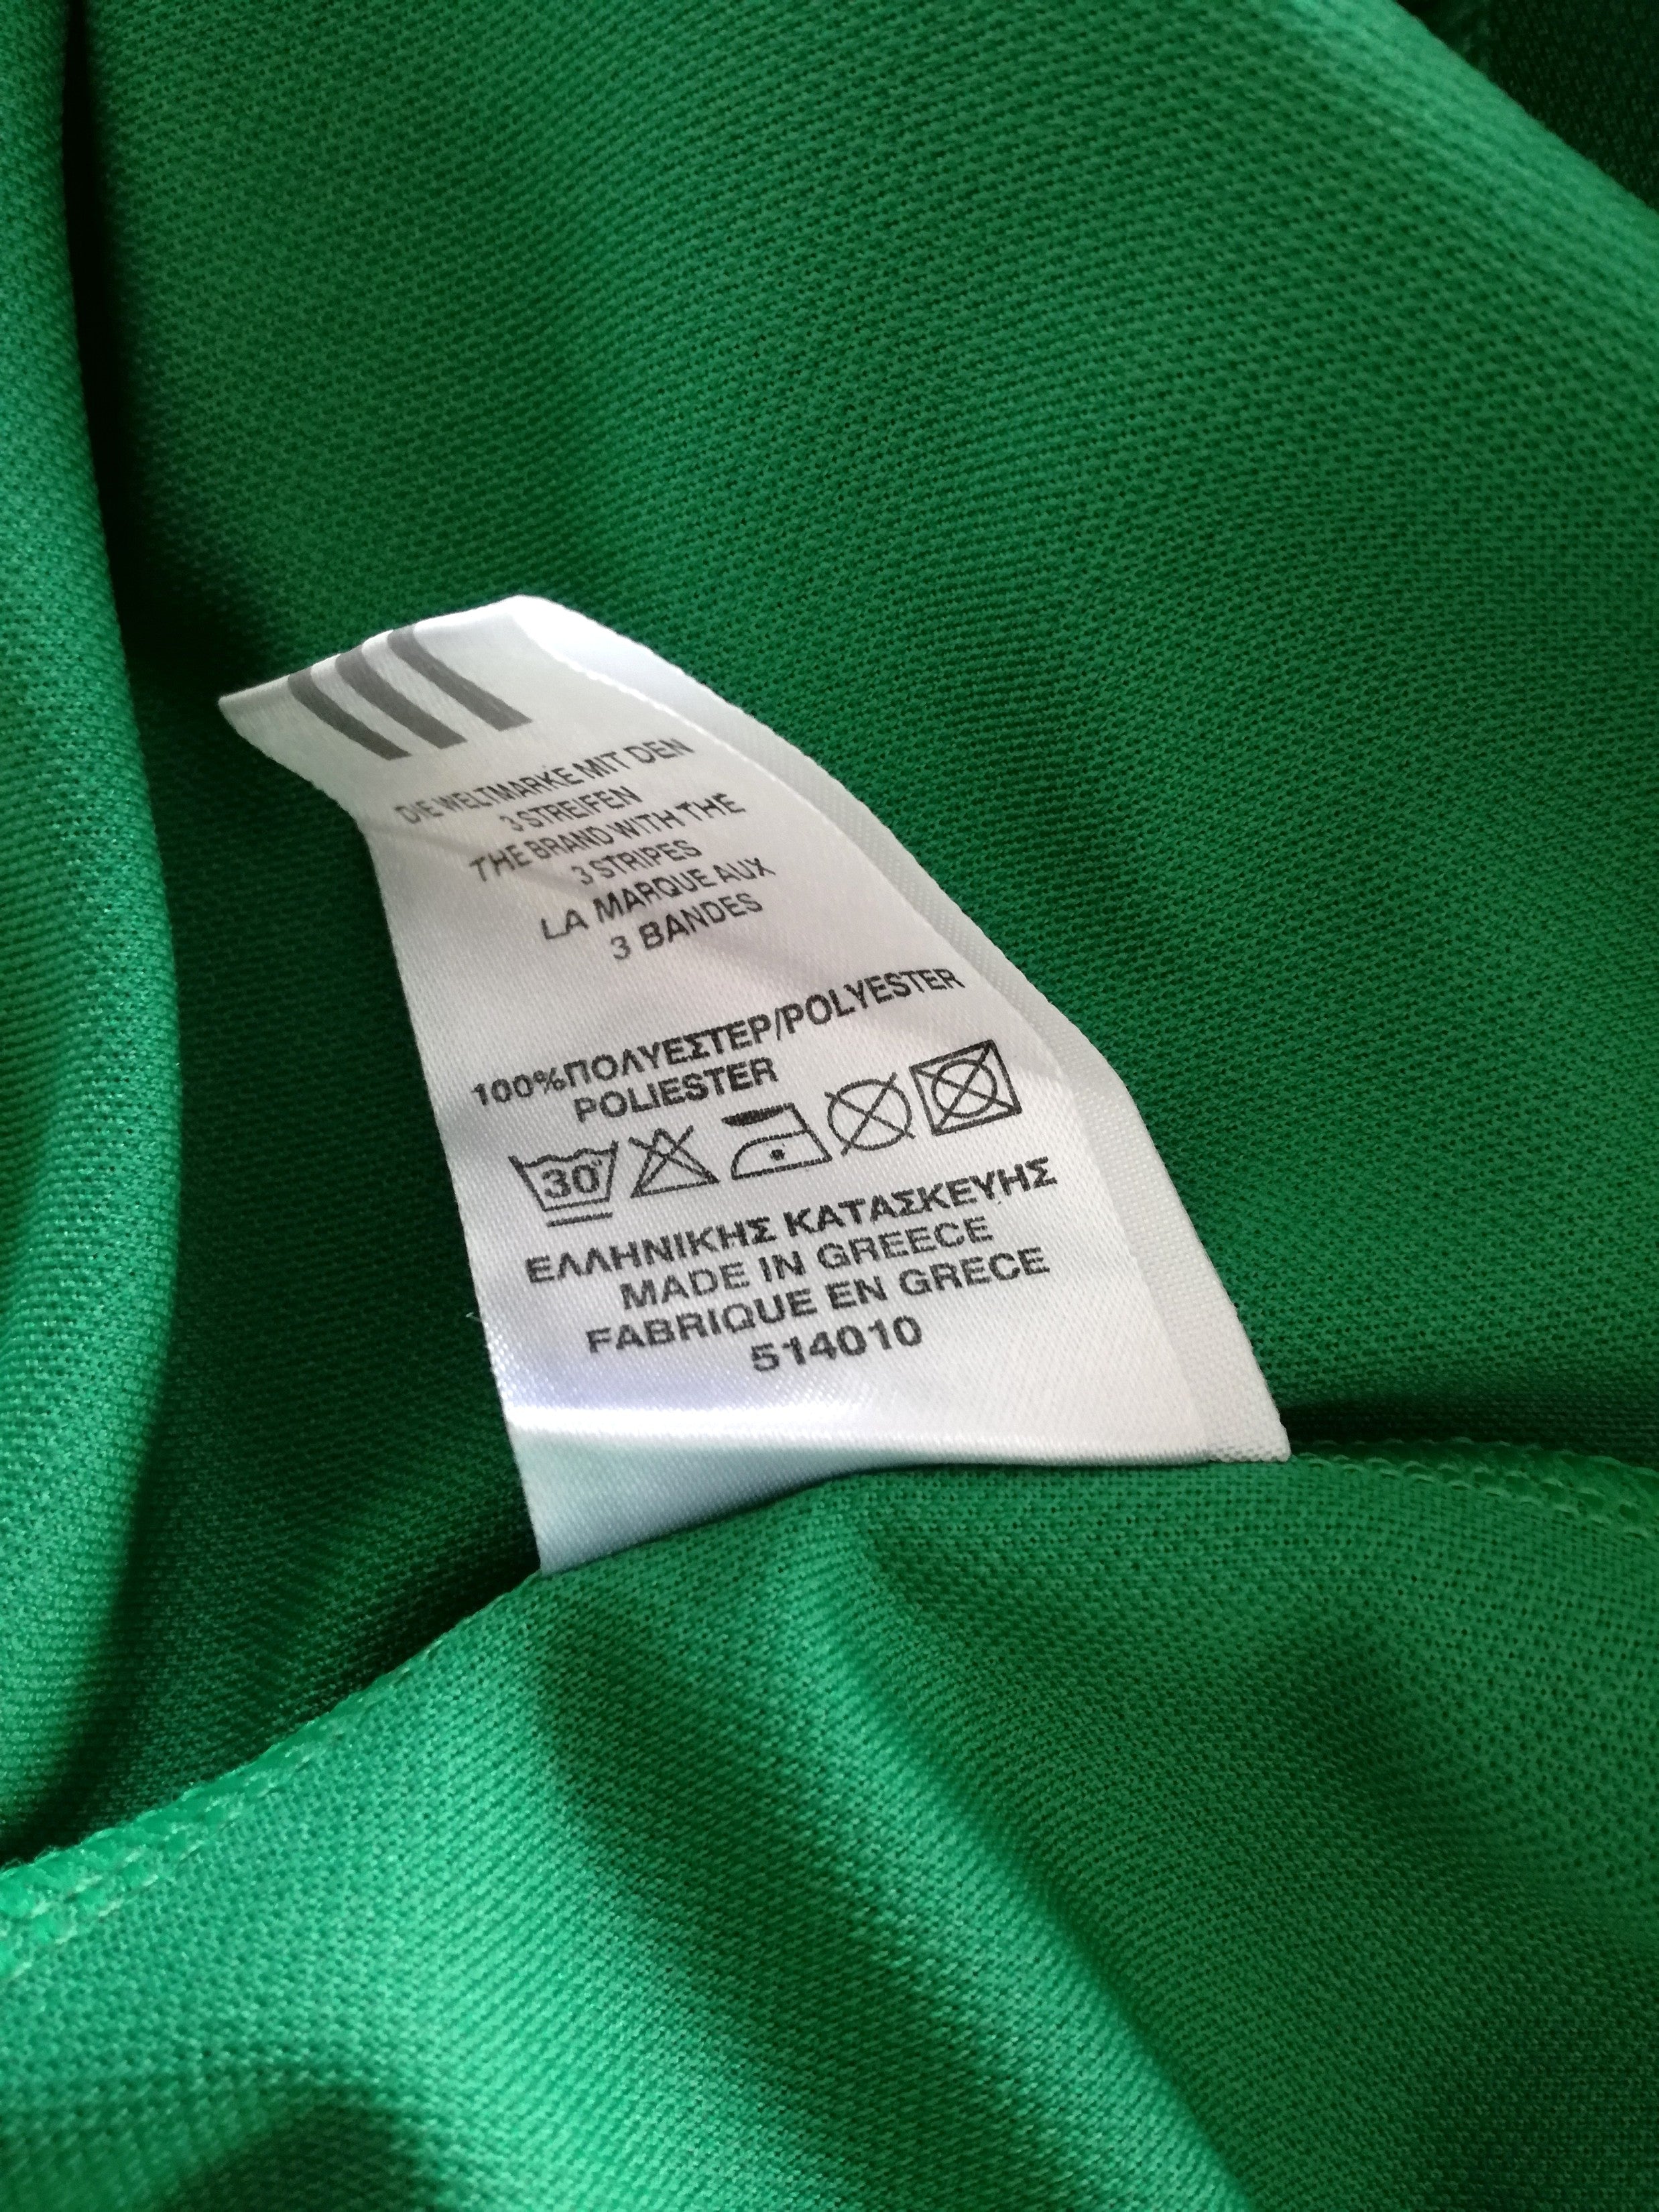 DIE WELTMARKE MIT DEN
3 STREIFEN
THE BRAND WITH THE
3 STRIPES
LA MARQUE AUX
3 BANDES
100%ΠΟΛΥΕΣΤΕΡ/POLYESTER
POLIESTER
30°
ΕΛΛΗΝΙΚΗΣ ΚΑΤΑΣΚΕΥΗΣ
MADE IN GREECE
FABRIQUE EN GRECE
514010